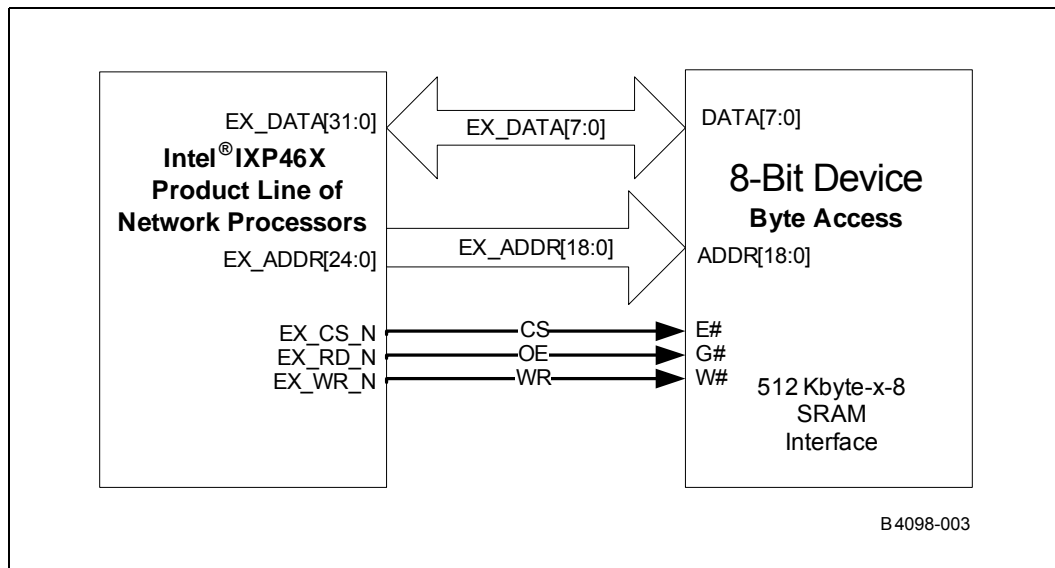 EX_DATA[31:0]
Intel® IXP46X
Product Line of
Network Processors
EX_ADDR[24:0]
EX_CS_N
EX_RD_N
EX_WR_N
EX_DATA[7:0]
EX_ADDR[18:0]
CS
OE
WR
DATA[7:0]
8-Bit Device
Byte Access
ADDR[18:0]
E#
G#
W#
512 Kbyte-x-8
SRAM
Interface
B4098-003